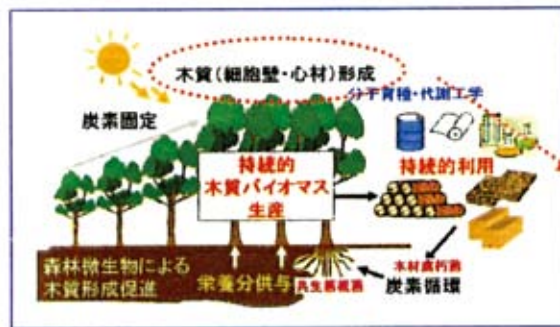 木質(細胞壁・心材)形成
分子育種・代謝工学
炭素固定
持続的
木質バイオマス
生産
持続的利用
森林微生物による
木質形成促進
栄養分供与
共生菌根菌
木材腐朽菌
炭素循環